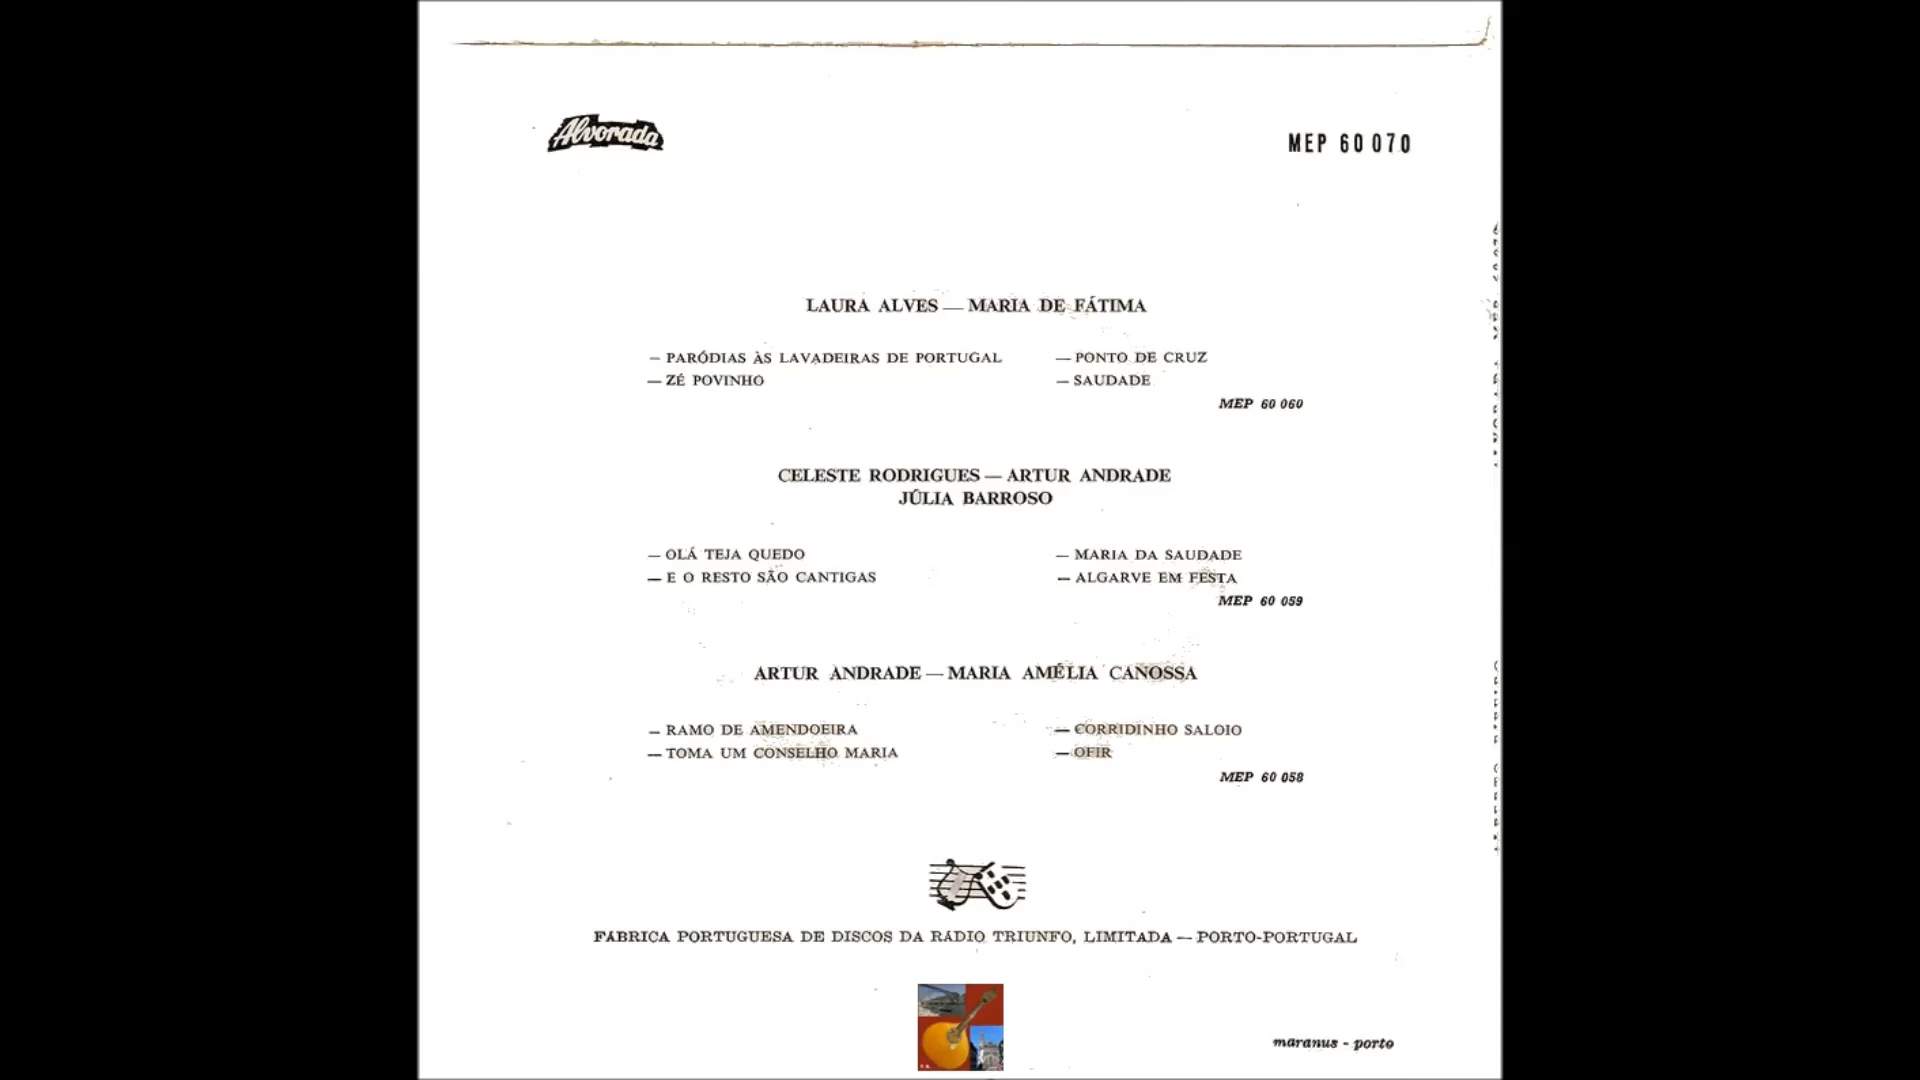 Alvorada
MEP 60 070
LAURA ALVES — MARIA DE FÁTIMA
— PARÓDIAS ÀS LAVADEIRAS DE PORTUGAL
— ZÉ POVINHO
— PONTO DE CRUZ
— SAUDADE
MEP 60 060
CELESTE RODRIGUES — ARTUR ANDRADE
JÚLIA BARROSO
— OLÁ TEJA QUEDO
— E O RESTO SÃO CANTIGAS
— MARIA DA SAUDADE
— ALGARVE EM FESTA
MEP 60 059
ARTUR ANDRADE — MARIA AMÉLIA CANOSSA
— RAMO DE AMENDOEIRA
— TOMA UM CONSELHO MARIA
— CORRIDINHO SALOIO
— OFIR
MEP 60 058
FÁBRICA PORTUGUESA DE DISCOS DA RÁDIO TRIUNFO, LIMITADA — PORTO-PORTUGAL
maranus - porto